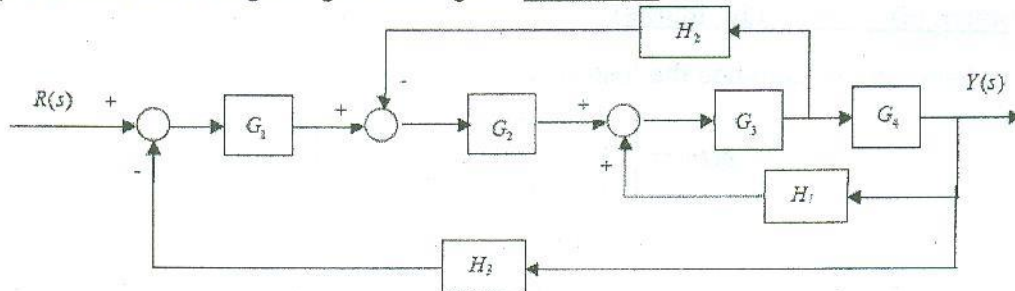 H₂
-
R(s) + G₁ + G₂ + G₃ G₄ Y(s)
-
+
H₁
H₃